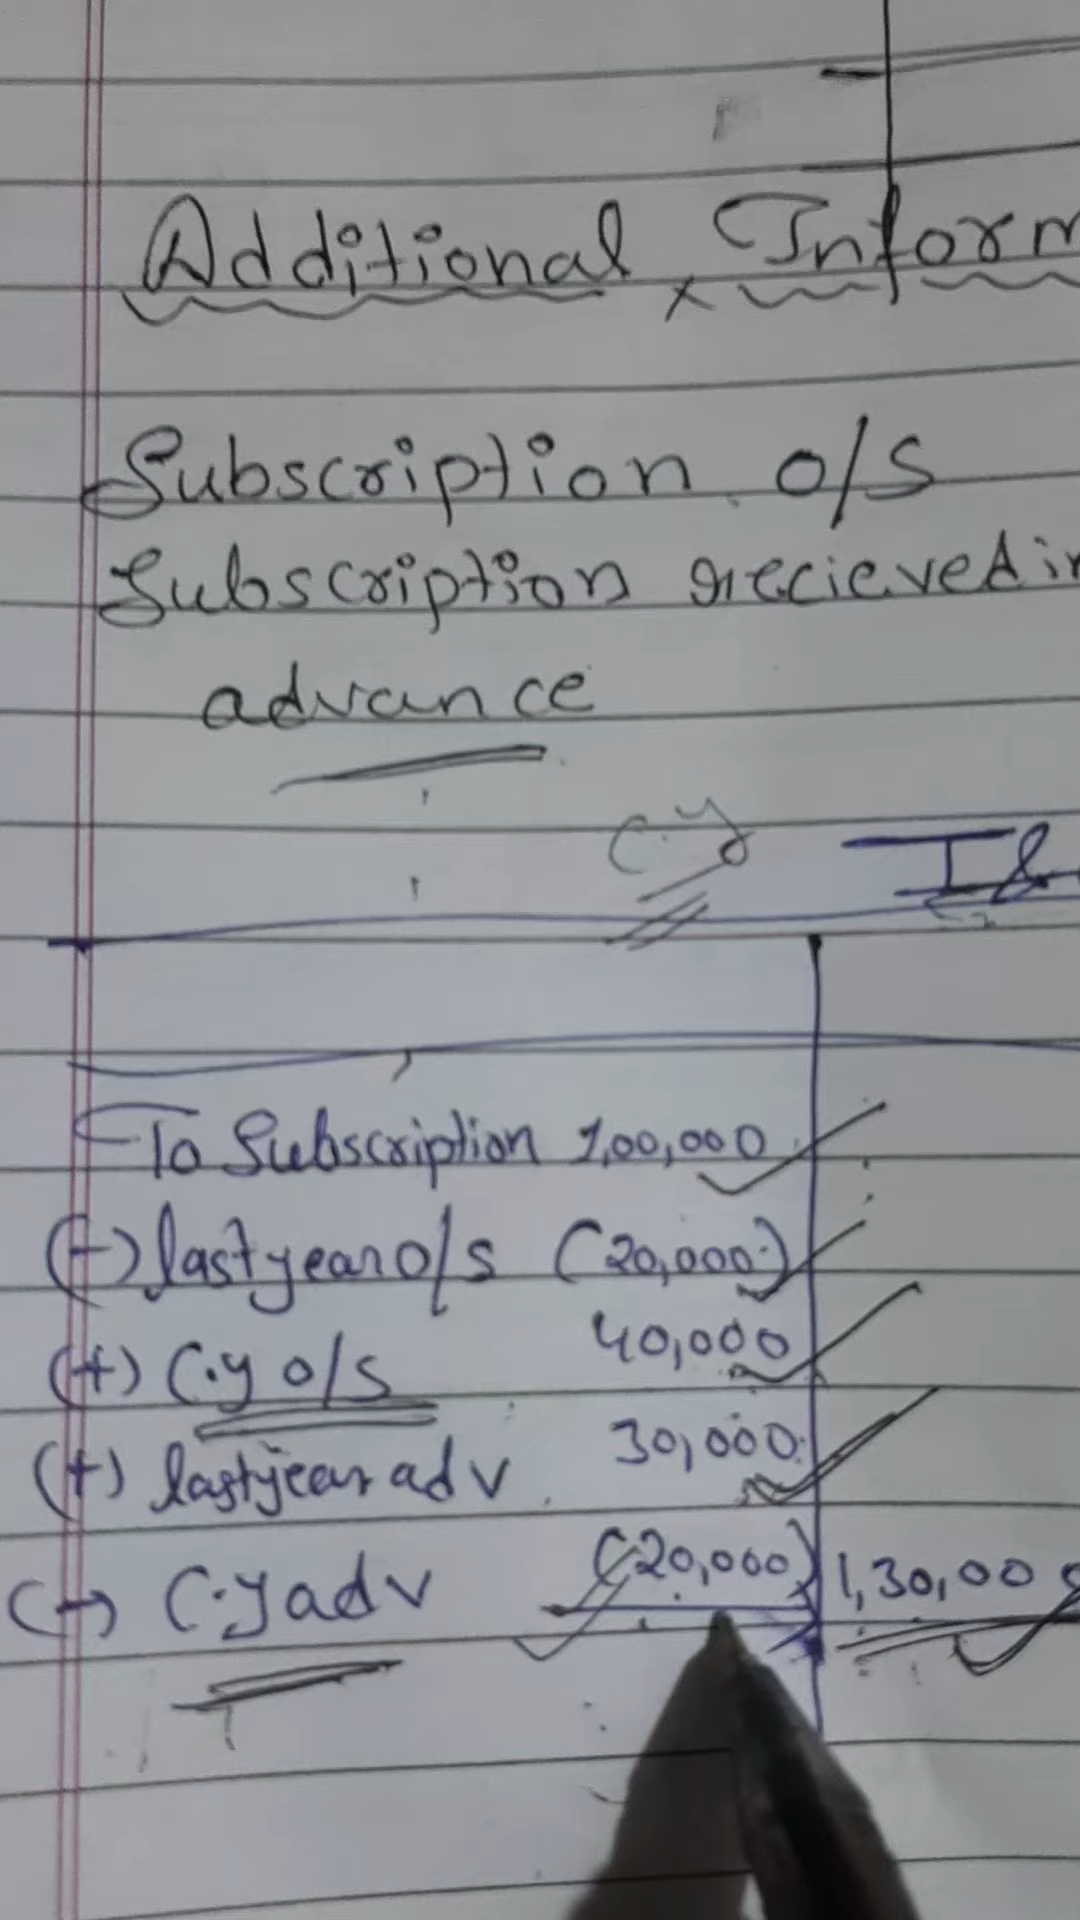 Additional Inform
Subscription o/s
Subscription recieved in
advance
C.y
I&
To Subscription 1,00,000
(-) last year o/s (20,000)
(+) C.y o/s 40,000
(+) last year adv 30,000
(-) C.y adv (20,000) 1,30,000